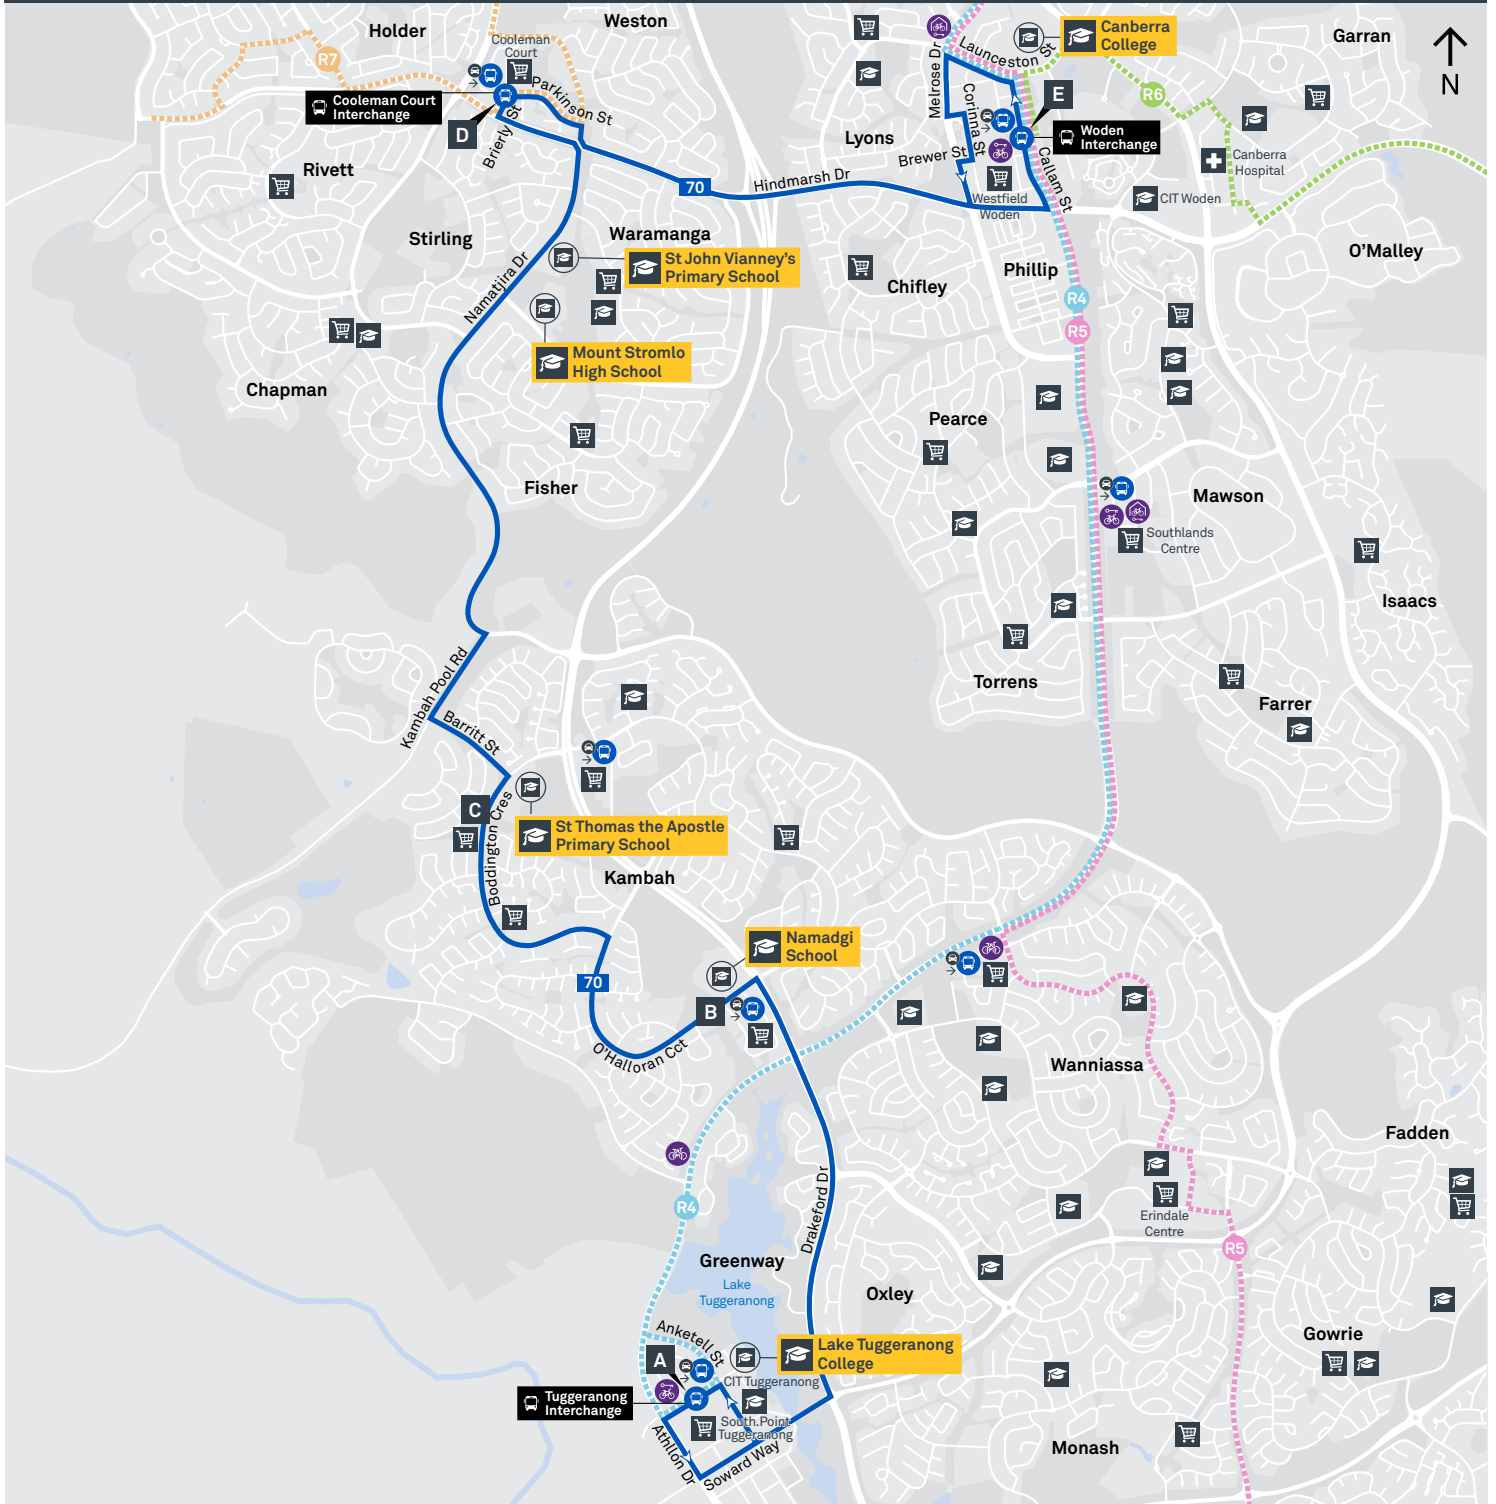 Weston
Holder
Cooleman
Court
R7
Parkinson St
Cooleman Court
Interchange
D
Brierly St
Rivett
Stirling
Waramanga
Namatjira Dr
St John Vianney's
Primary School
Mount Stromlo
High School
Chapman
Fisher
70
Hindmarsh Dr
Launceston St
Canberra
College
Garran
N
Melrose Dr
Corinna St
E
R6
Lyons
Brewer St
Woden
Interchange
Callam St
Canberra
Hospital
Westfield
Woden
CIT Woden
O'Malley
Chifley
Phillip
R4
R5
Pearce
Mawson
Southlands
Centre
Isaacs
Torrens
Farrer
Kambah Pool Rd
Barritt St
C
Boddington Cres
St Thomas the Apostle
Primary School
Kambah
Namadgi
School
70
B
O'Halloran Cct
Wanniassa
Fadden
Drakeford Dr
R4
Erindale
Centre
R5
Greenway
Lake
Tuggeranong
Oxley
Gowrie
Anketell St
A
Lake Tuggeranong
College
CIT Tuggeranong
Tuggeranong
Interchange
South.Point
Tuggeranong
Athllon Dr
Soward Way
Monash